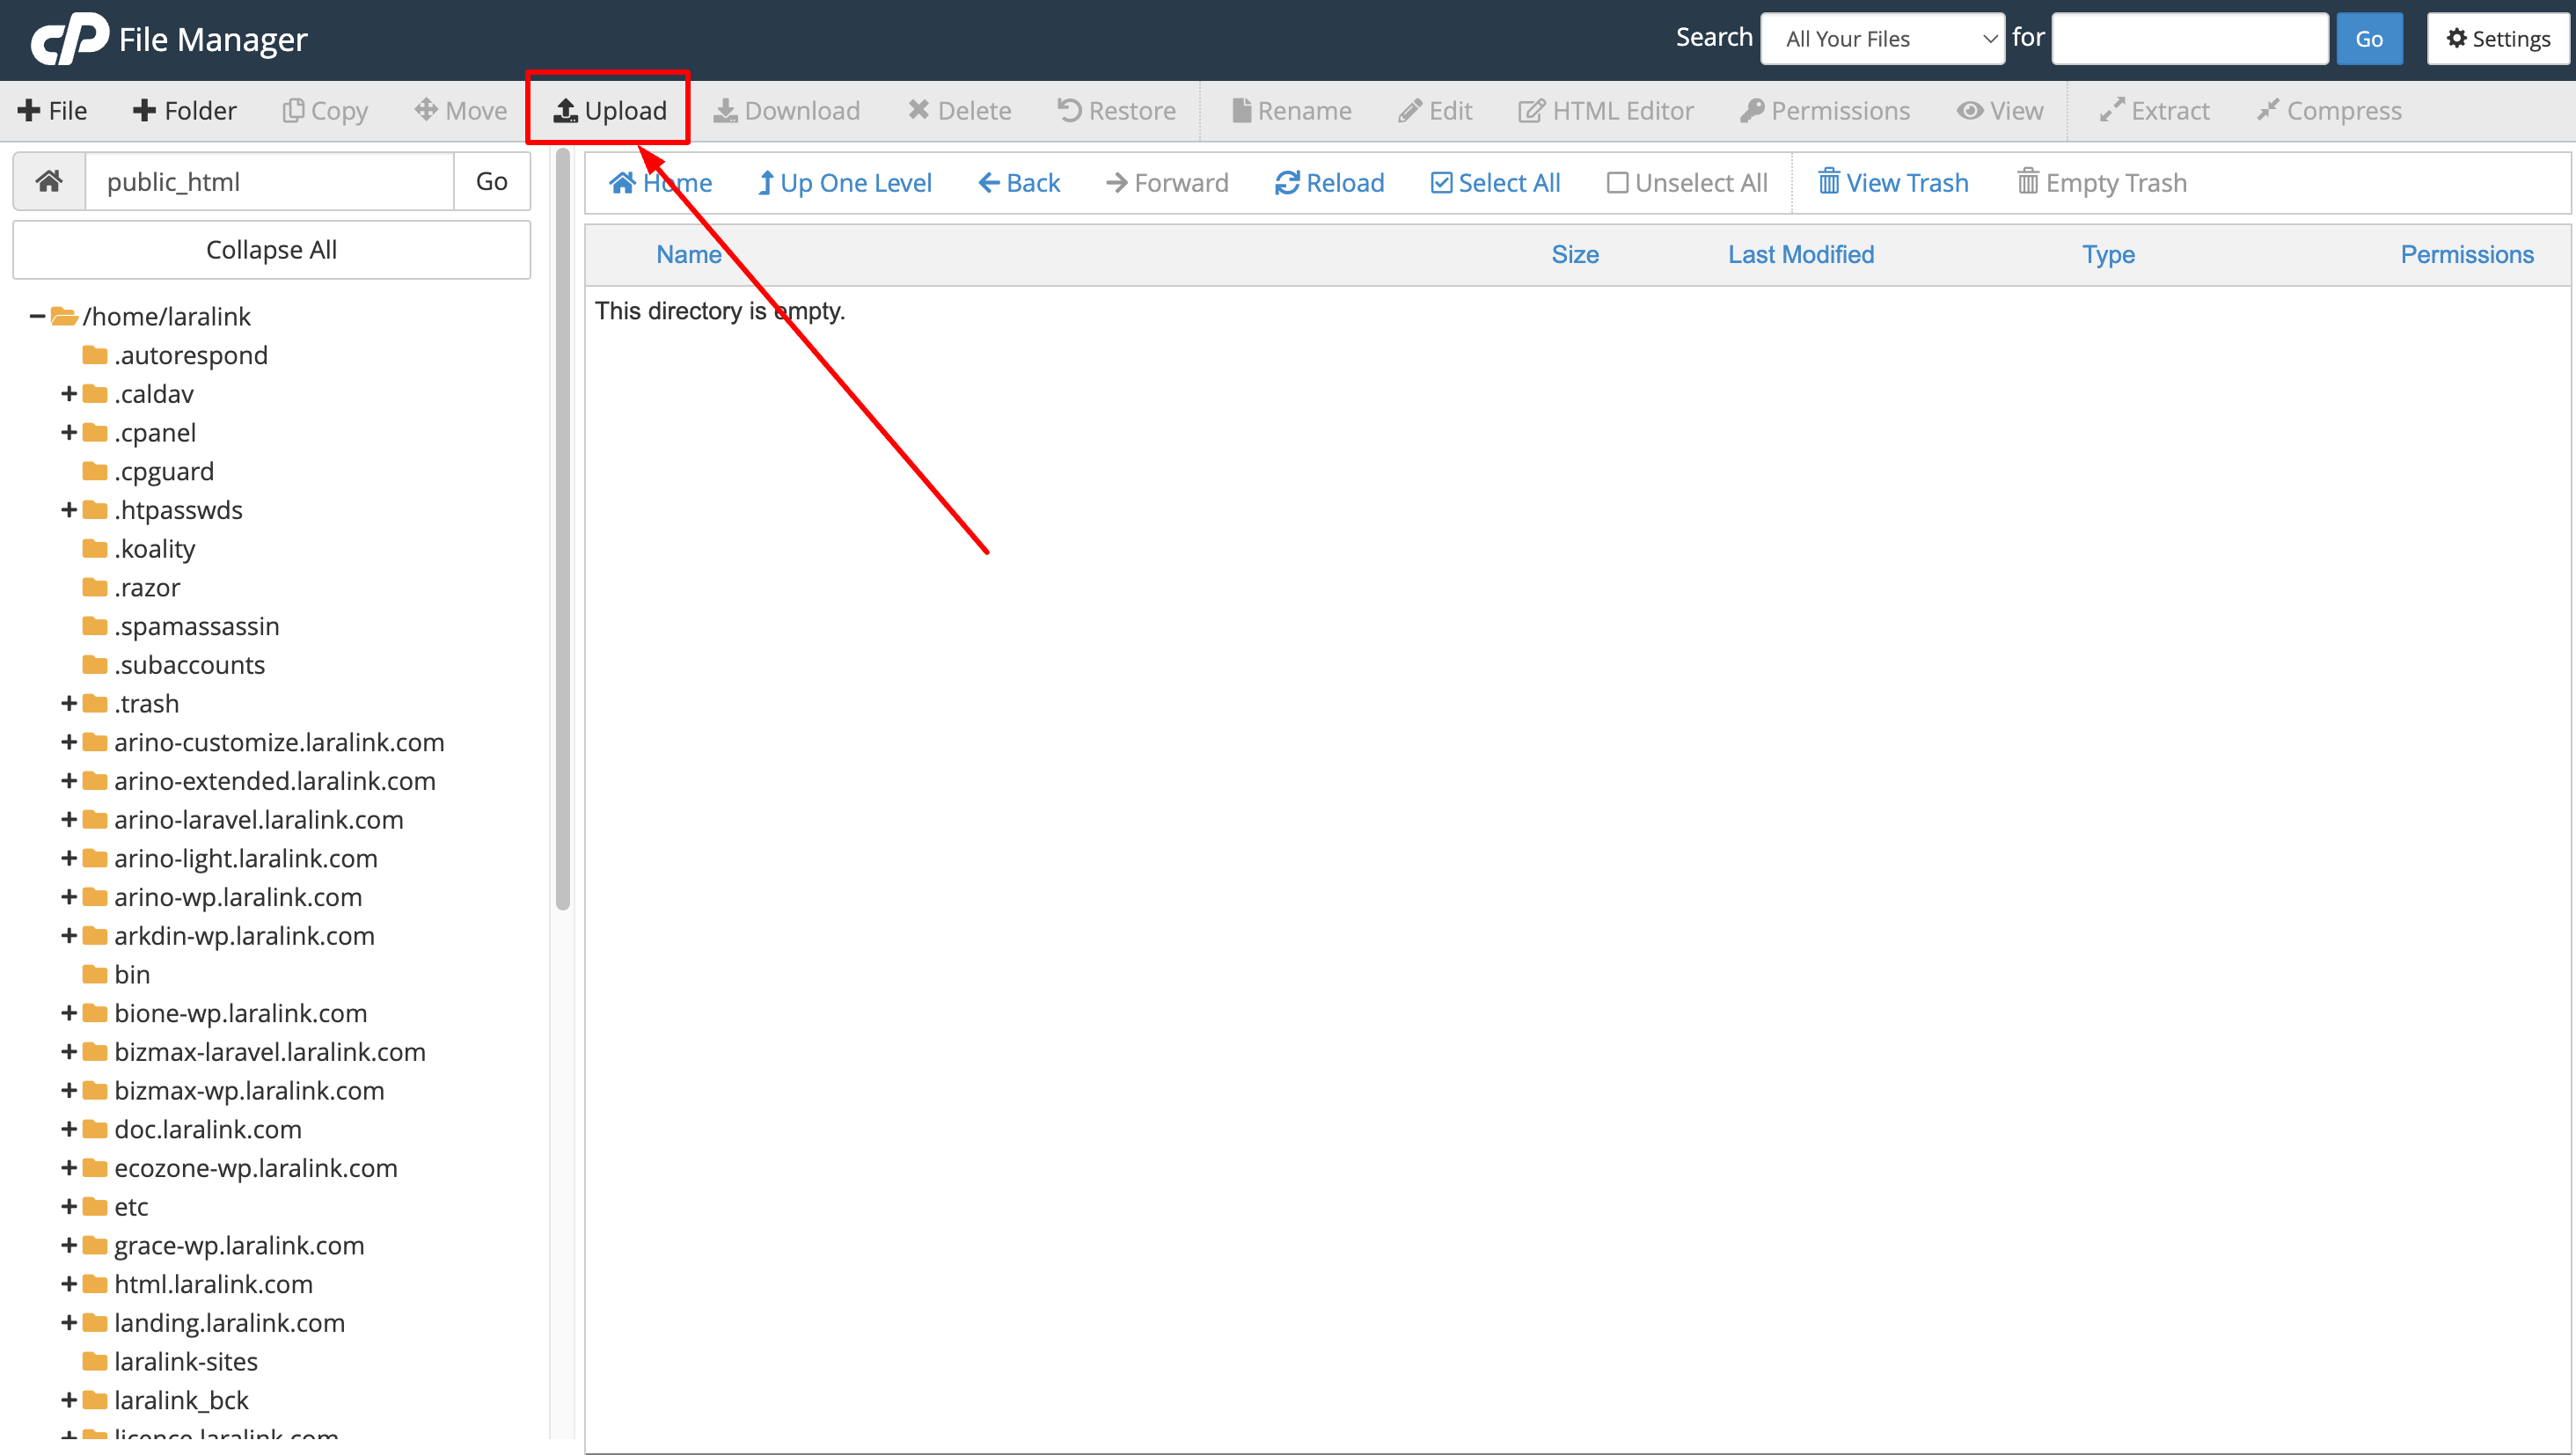 cP File Manager
Search All Your Files for Go Settings
File Folder Copy Move Upload Download Delete Restore Rename Edit HTML Editor Permissions View Extract Compress
public_html Go
Home Up One Level Back Forward Reload Select All Unselect All View Trash Empty Trash
Collapse All
Name Size Last Modified Type Permissions
This directory is empty.
/home/laralink
.autorespond
.caldav
.cpanel
.cpguard
.htpasswds
.koality
.razor
.spamassassin
.subaccounts
.trash
arino-customize.laralink.com
arino-extended.laralink.com
arino-laravel.laralink.com
arino-light.laralink.com
arino-wp.laralink.com
arkdin-wp.laralink.com
bin
bione-wp.laralink.com
bizmax-laravel.laralink.com
bizmax-wp.laralink.com
doc.laralink.com
ecozone-wp.laralink.com
etc
grace-wp.laralink.com
html.laralink.com
landing.laralink.com
laralink-sites
laralink_bck
licence.laralink.com